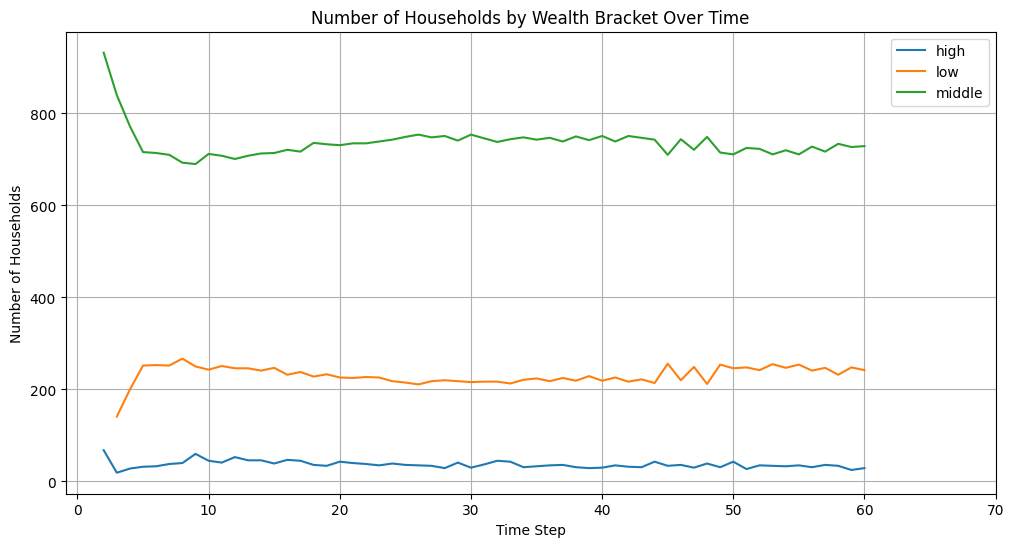 Number of Households by Wealth Bracket Over Time
high
low
middle
Number of Households
800
600
400
200
0
0 10 20 30 40 50 60 70
Time Step